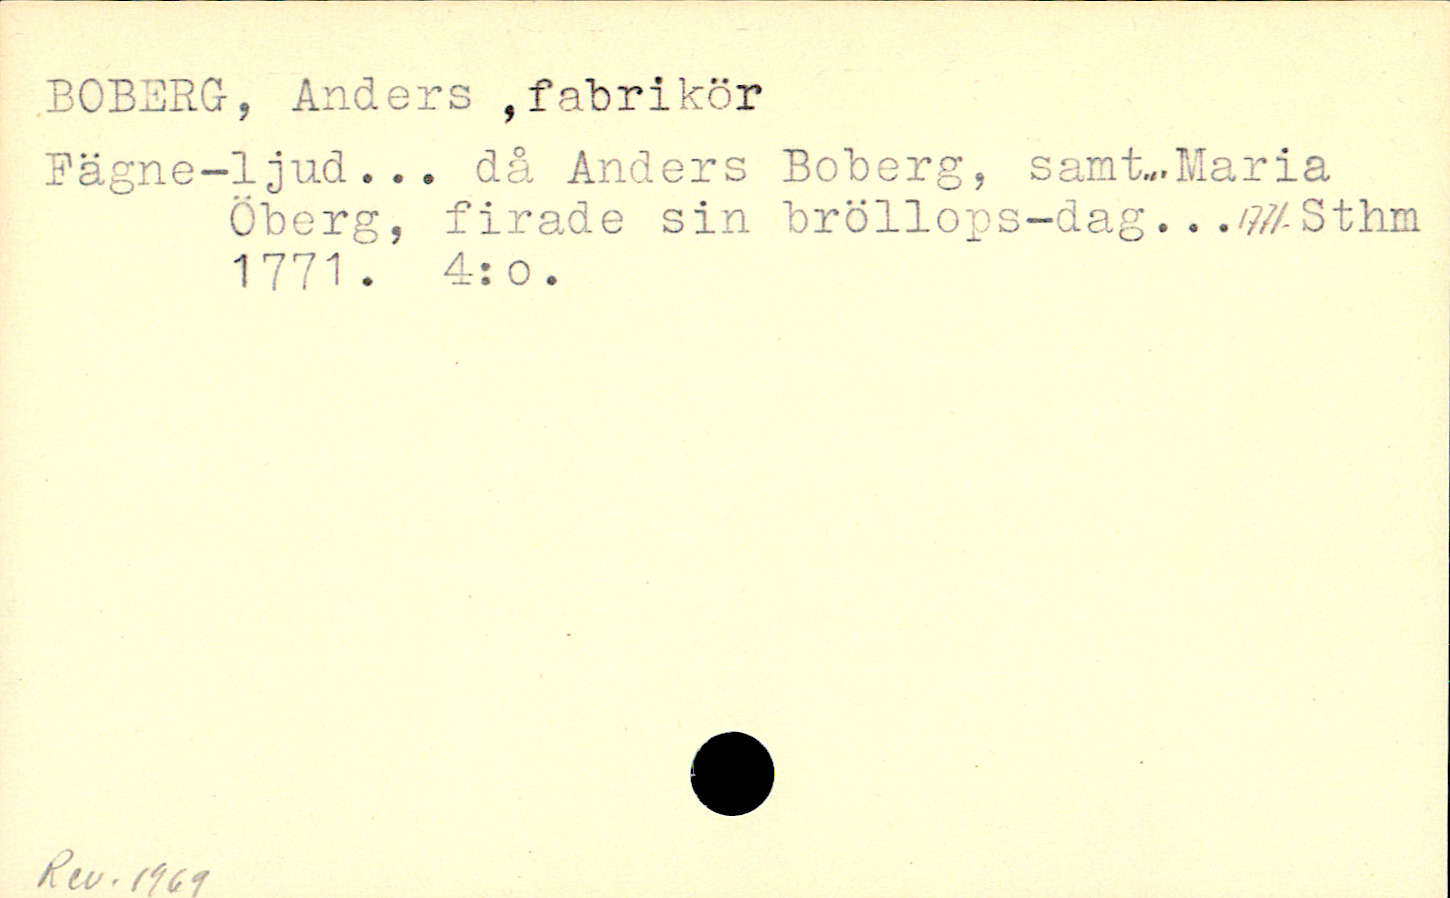 BOBERG, Anders ,fabrikör
Fägne-ljud... då Anders Boberg, samt...Maria
Öberg, firade sin bröllops-dag...1771. Sthm
1771. 4:o.
Rev. 1969